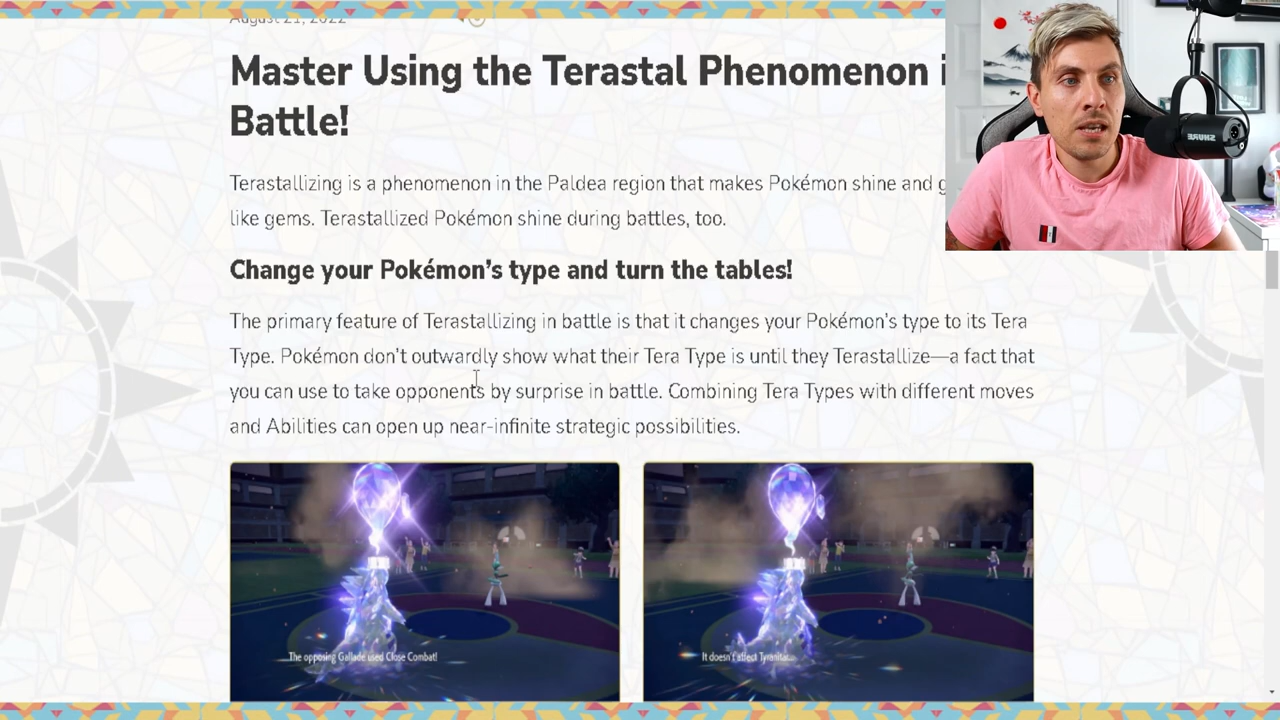 August 21, 2022
Master Using the Terastal Phenomenon i
Battle!
Terastallizing is a phenomenon in the Paldea region that makes Pokémon shine and g
like gems. Terastallized Pokémon shine during battles, too.
Change your Pokémon’s type and turn the tables!
The primary feature of Terastallizing in battle is that it changes your Pokémon’s type to its Tera
Type. Pokémon don’t outwardly show what their Tera Type is until they Terastallize—a fact that
you can use to take opponents by surprise in battle. Combining Tera Types with different moves
and Abilities can open up near-infinite strategic possibilities.
The opposing Gallade used Close Combat!
It doesn't affect Tyranitar...
SHURE